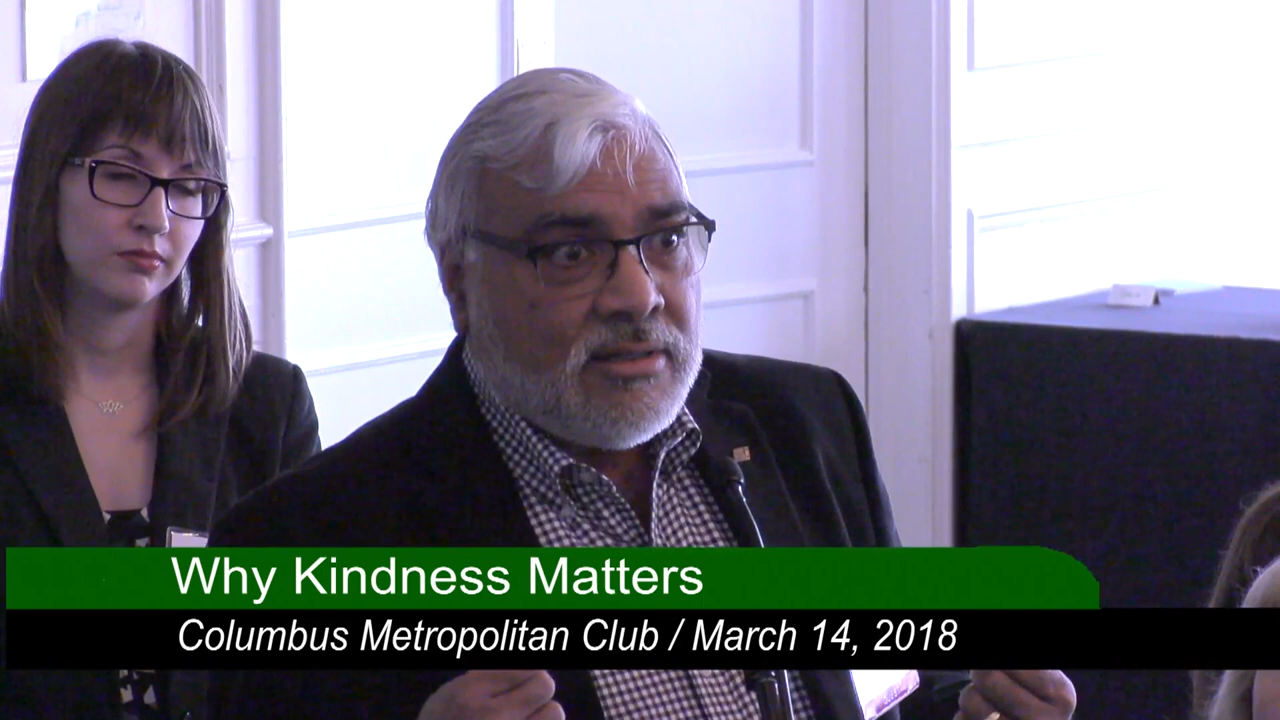 Why Kindness Matters
Columbus Metropolitan Club / March 14, 2018